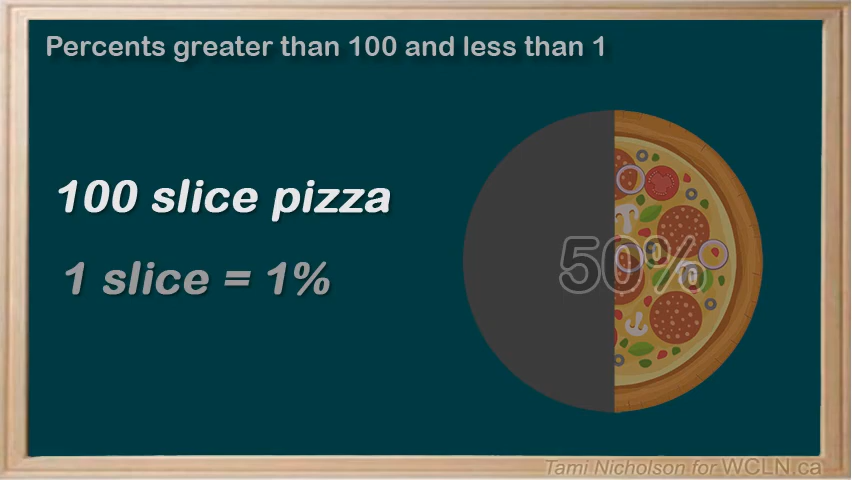 Percents greater than 100 and less than 1
100 slice pizza
1 slice = 1%
50%
Tami Nicholson for WCLN.ca